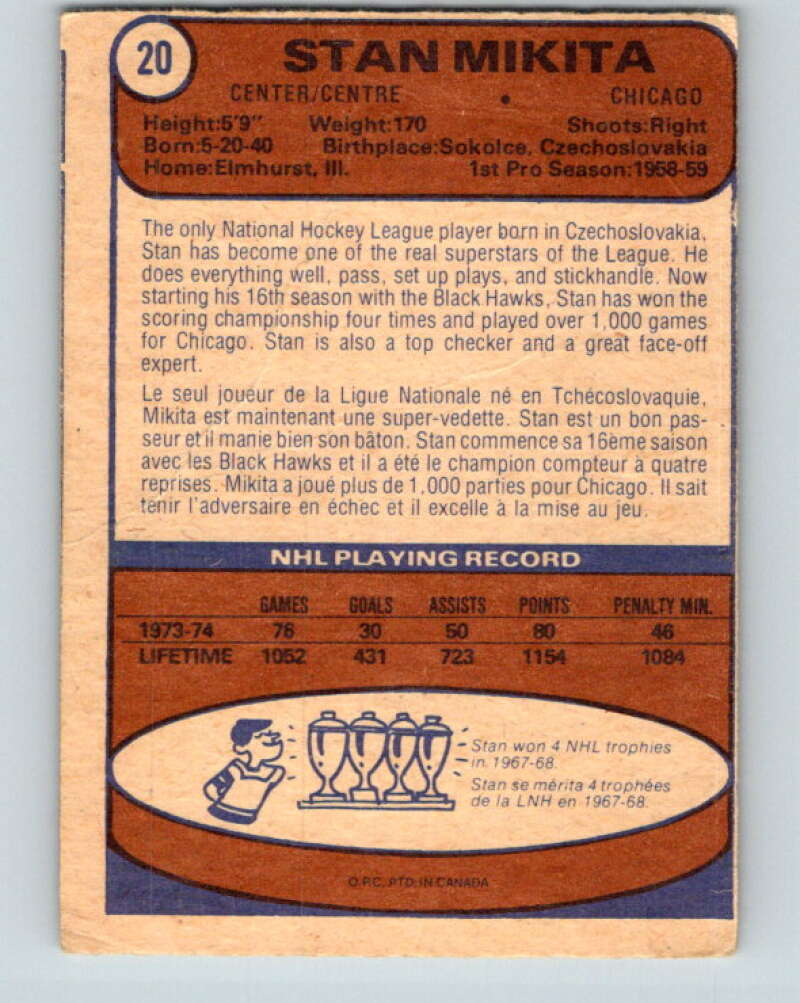 20
STAN MIKITA
CENTER/CENTRE • CHICAGO
Height:5'9" Weight:170 Shoots:Right
Born:5-20-40 Birthplace:Sokolce, Czechoslovakia
Home:Elmhurst, Ill. 1st Pro Season:1958-59
The only National Hockey League player born in Czechoslovakia,
Stan has become one of the real superstars of the League. He
does everything well, pass, set up plays, and stickhandle. Now
starting his 16th season with the Black Hawks, Stan has won the
scoring championship four times and played over 1,000 games
for Chicago. Stan is also a top checker and a great face-off
expert.
Le seul joueur de la Ligue Nationale né en Tchécoslovaquie,
Mikita est maintenant une super-vedette. Stan est un bon pas-
seur et il manie bien son bâton. Stan commence sa 16ème saison
avec les Black Hawks et il a été le champion compteur à quatre
reprises. Mikita a joué plus de 1,000 parties pour Chicago. Il sait
tenir l'adversaire en échec et il excelle à la mise au jeu.
NHL PLAYING RECORD
GAMES GOALS ASSISTS POINTS PENALTY MIN.
1973-74 76 30 50 80 46
LIFETIME 1052 431 723 1154 1084
Stan won 4 NHL trophies
in 1967-68.
Stan se mérita 4 trophées
de la LNH en 1967-68.
O.P.C. PTD. IN CANADA